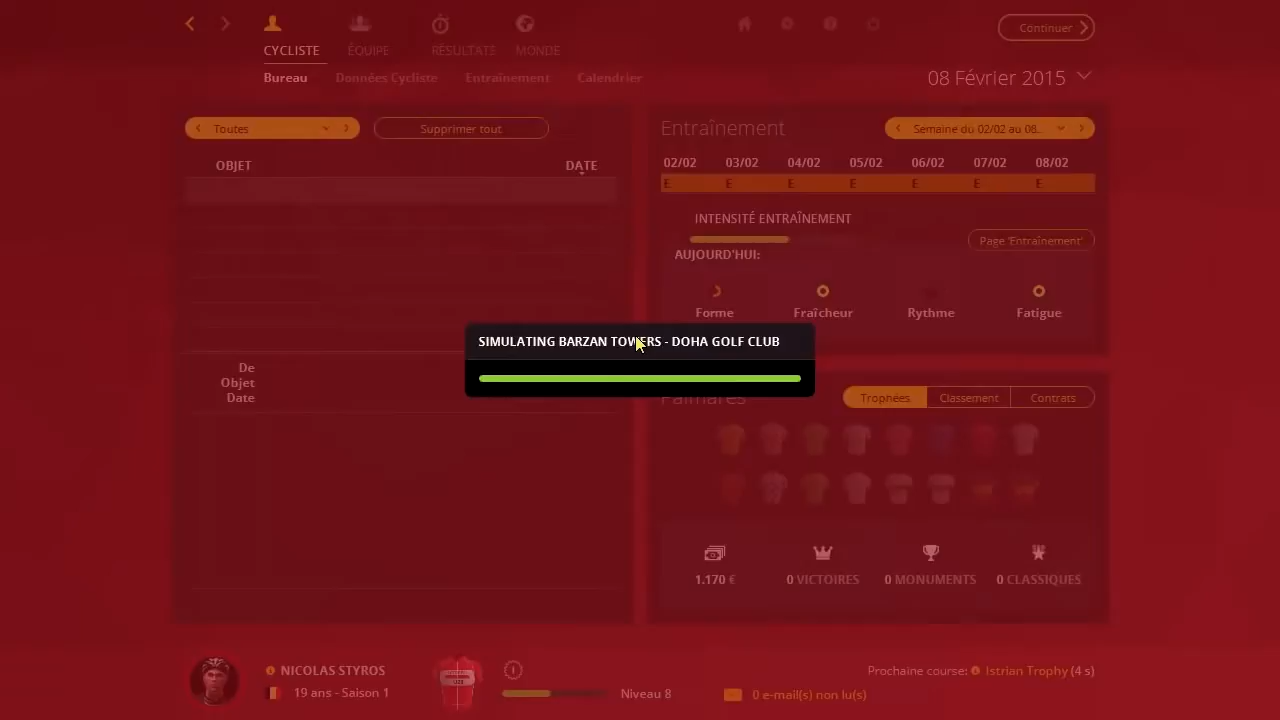 Continuer
CYCLISTE ÉQUIPE RÉSULTATS MONDE
Bureau Données Cycliste Entraînement Calendrier
08 Février 2015
Toutes Supprimer tout
OBJET DATE
De
Objet
Date
Entraînement Semaine du 02/02 au 08...
02/02 03/02 04/02 05/02 06/02 07/02 08/02
E E E E E E E
INTENSITÉ ENTRAÎNEMENT
Page 'Entraînement'
AUJOURD'HUI:
Forme Fraîcheur Rythme Fatigue
SIMULATING BARZAN TOWERS - DOHA GOLF CLUB
Palmarès Trophées Classement Contrats
1.170 € 0 VICTOIRES 0 MONUMENTS 0 CLASSIQUES
NICOLAS STYROS
19 ans - Saison 1
Niveau 8
Prochaine course: Istrian Trophy (4 s)
0 e-mail(s) non lu(s)